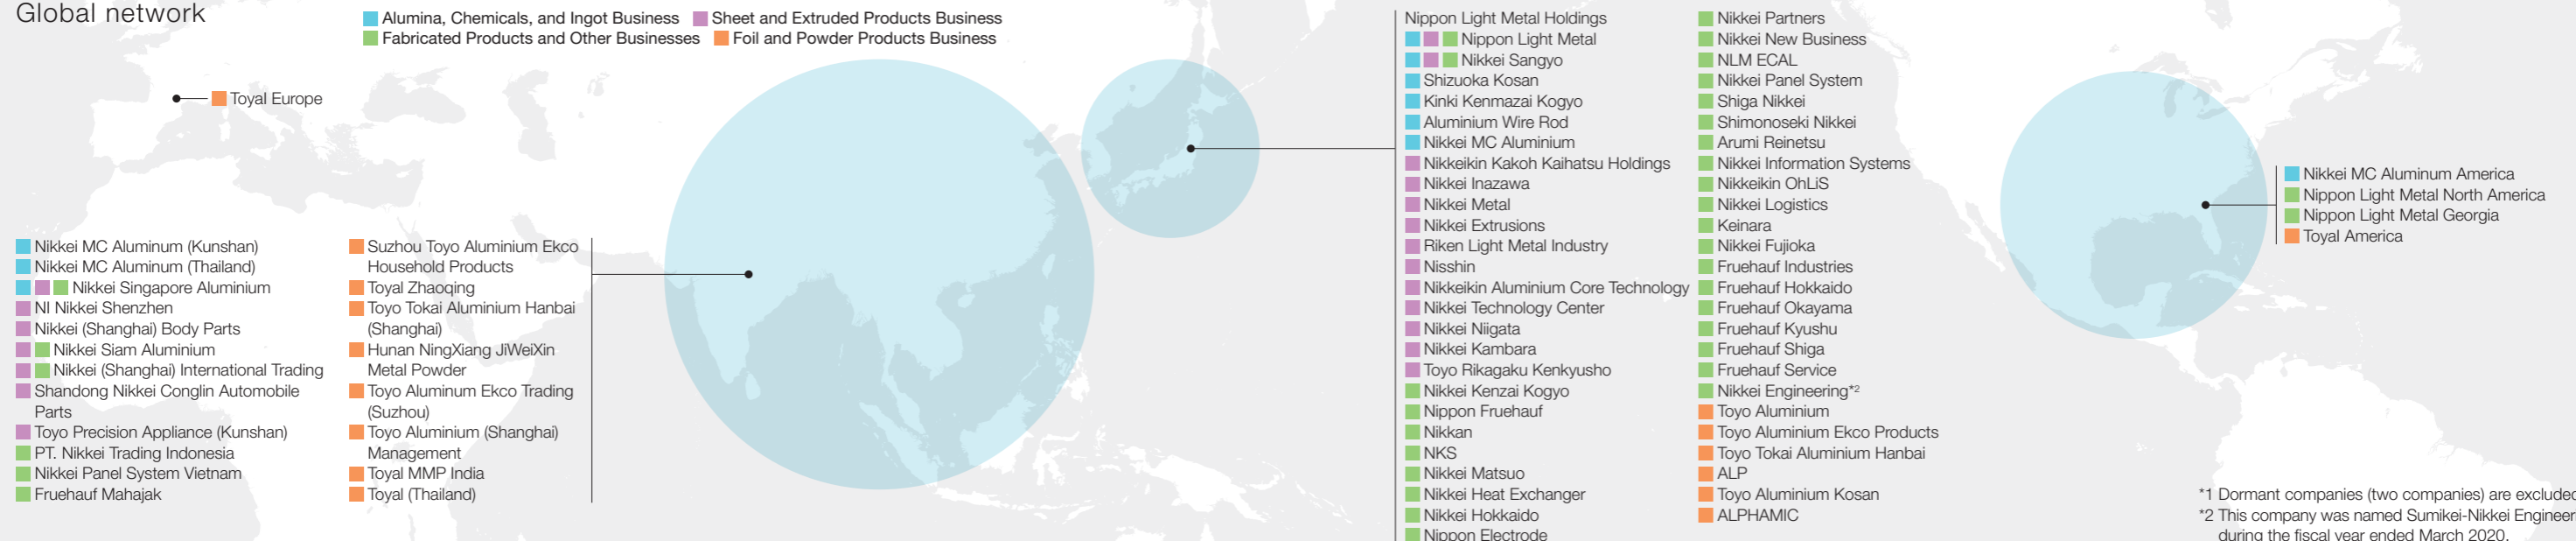 Global network
Alumina, Chemicals, and Ingot Business
Sheet and Extruded Products Business
Fabricated Products and Other Businesses
Foil and Powder Products Business
Toyal Europe
Nikkei MC Aluminum (Kunshan)
Nikkei MC Aluminum (Thailand)
Nikkei Singapore Aluminium
NI Nikkei Shenzhen
Nikkei (Shanghai) Body Parts
Nikkei Siam Aluminium
Nikkei (Shanghai) International Trading
Shandong Nikkei Conglin Automobile
Parts
Toyo Precision Appliance (Kunshan)
PT. Nikkei Trading Indonesia
Nikkei Panel System Vietnam
Fruehauf Mahajak
Suzhou Toyo Aluminium Ekco
Household Products
Toyal Zhaoqing
Toyo Tokai Aluminium Hanbai
(Shanghai)
Hunan NingXiang JiWeiXin
Metal Powder
Toyo Aluminum Ekco Trading
(Suzhou)
Toyo Aluminium (Shanghai)
Management
Toyal MMP India
Toyal (Thailand)
Nippon Light Metal Holdings
Nippon Light Metal
Nikkei Sangyo
Shizuoka Kosan
Kinki Kenmazai Kogyo
Aluminium Wire Rod
Nikkei MC Aluminium
Nikkeikin Kakoh Kaihatsu Holdings
Nikkei Inazawa
Nikkei Metal
Nikkei Extrusions
Riken Light Metal Industry
Nisshin
Nikkeikin Aluminium Core Technology
Nikkei Technology Center
Nikkei Niigata
Nikkei Kambara
Toyo Rikagaku Kenkyusho
Nikkei Kenzai Kogyo
Nippon Fruehauf
Nikkan
NKS
Nikkei Matsuo
Nikkei Heat Exchanger
Nikkei Hokkaido
Nippon Electrode
Nikkei Partners
Nikkei New Business
NLM ECAL
Nikkei Panel System
Shiga Nikkei
Shimonoseki Nikkei
Arumi Reinetsu
Nikkei Information Systems
Nikkeikin OhLiS
Nikkei Logistics
Keinara
Nikkei Fujioka
Fruehauf Industries
Fruehauf Hokkaido
Fruehauf Okayama
Fruehauf Kyushu
Fruehauf Shiga
Fruehauf Service
Nikkei Engineering*2
Toyo Aluminium
Toyo Aluminium Ekco Products
Toyo Tokai Aluminium Hanbai
ALP
Toyo Aluminium Kosan
ALPHAMIC
Nikkei MC Aluminum America
Nippon Light Metal North America
Nippon Light Metal Georgia
Toyal America
*1 Dormant companies (two companies) are excluded
*2 This company was named Sumikei-Nikkei Engineer
during the fiscal year ended March 2020.